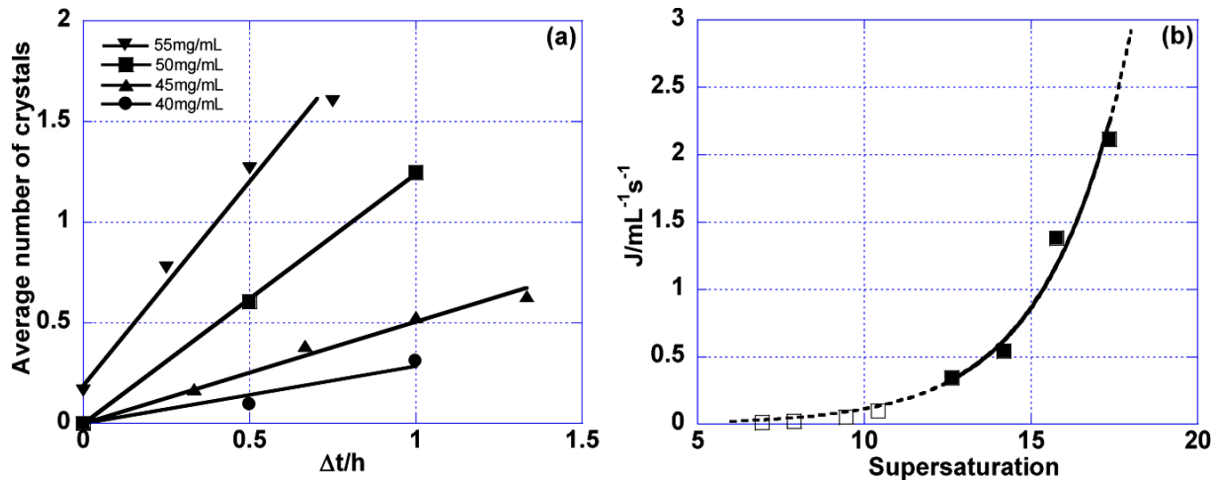 (a)
55mg/mL
50mg/mL
45mg/mL
40mg/mL
Average number of crystals
2
1.5
1
0.5
0
0
0.5
1
1.5
Δt/h
(b)
J/mL⁻¹s⁻¹
3
2.5
2
1.5
1
0.5
0
5
10
15
20
Supersaturation